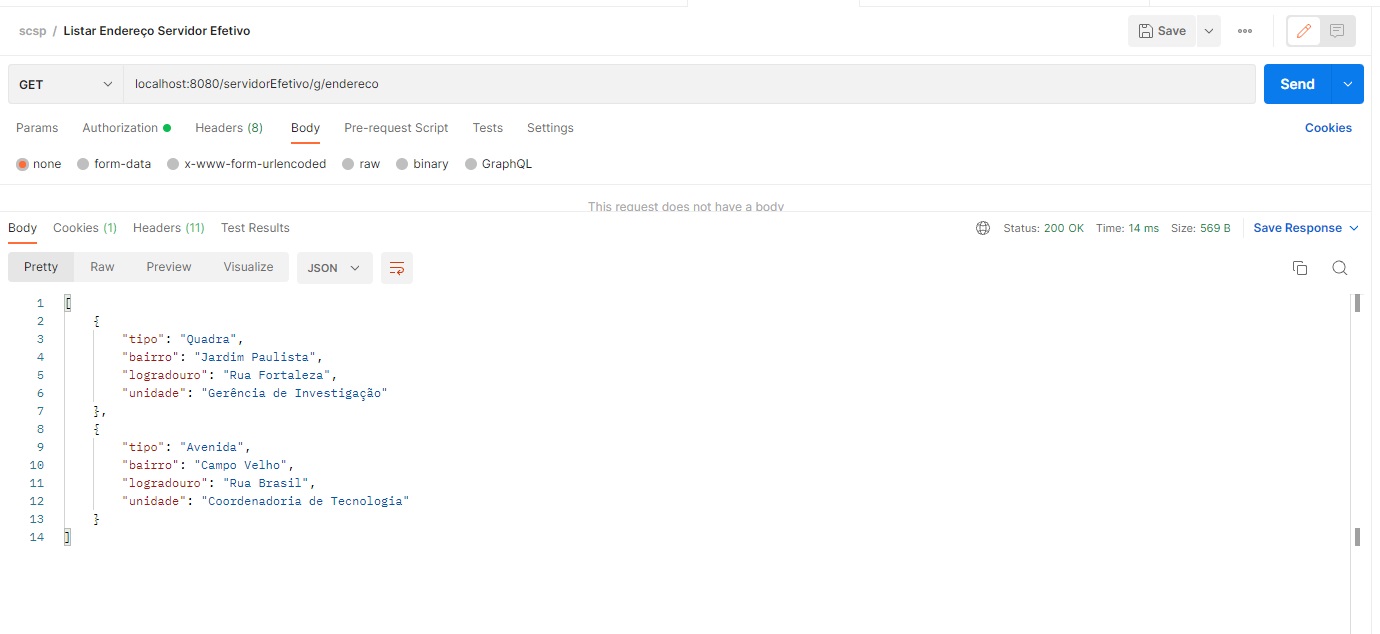 scsp / Listar Endereço Servidor Efetivo Save
GET localhost:8080/servidorEfetivo/g/endereco Send
Params Authorization Headers (8) Body Pre-request Script Tests Settings Cookies
none form-data x-www-form-urlencoded raw binary GraphQL
This request does not have a body
Body Cookies (1) Headers (11) Test Results Status: 200 OK Time: 14 ms Size: 569 B Save Response
Pretty Raw Preview Visualize JSON
1 [
2 {
3 "tipo": "Quadra",
4 "bairro": "Jardim Paulista",
5 "logradouro": "Rua Fortaleza",
6 "unidade": "Gerência de Investigação"
7 },
8 {
9 "tipo": "Avenida",
10 "bairro": "Campo Velho",
11 "logradouro": "Rua Brasil",
12 "unidade": "Coordenadoria de Tecnologia"
13 }
14 ]